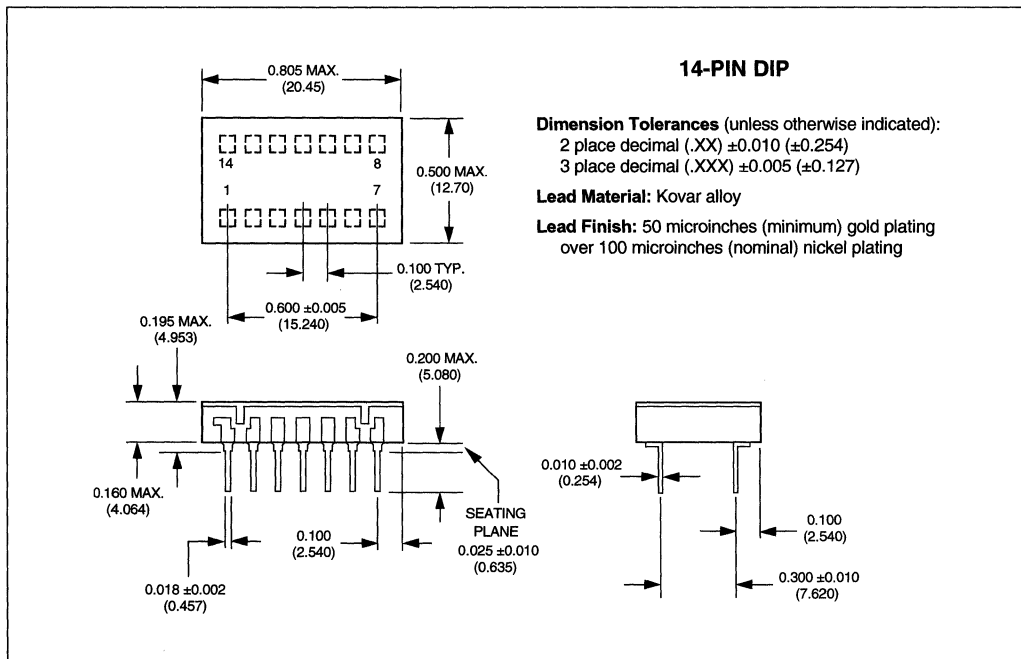 14-PIN DIP
Dimension Tolerances (unless otherwise indicated):
2 place decimal (.XX) ±0.010 (±0.254)
3 place decimal (.XXX) ±0.005 (±0.127)
Lead Material: Kovar alloy
Lead Finish: 50 microinches (minimum) gold plating
over 100 microinches (nominal) nickel plating
0.805 MAX.
(20.45)
14
8
1
7
0.500 MAX.
(12.70)
0.100 TYP.
(2.540)
0.600 ±0.005
(15.240)
0.195 MAX.
(4.953)
0.200 MAX.
(5.080)
0.160 MAX.
(4.064)
SEATING
PLANE
0.025 ±0.010
(0.635)
0.100
(2.540)
0.018 ±0.002
(0.457)
0.010 ±0.002
(0.254)
0.100
(2.540)
0.300 ±0.010
(7.620)